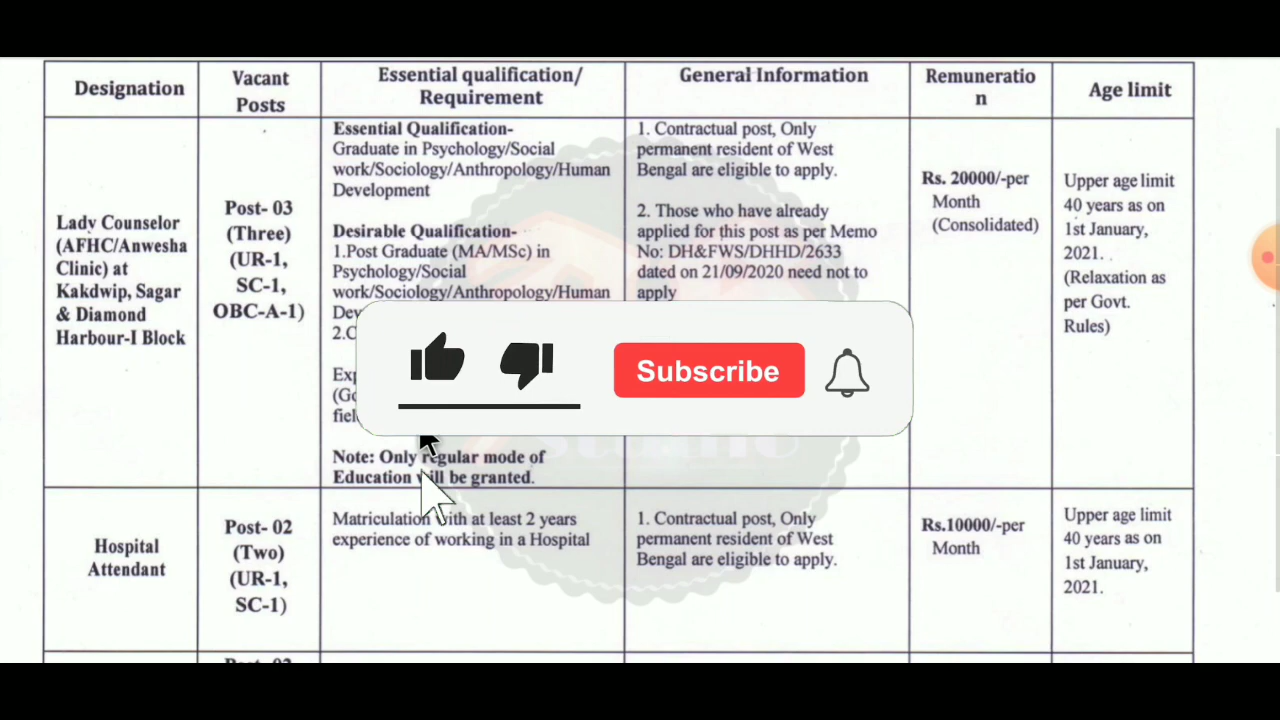 Designation
Vacant
Posts
Essential qualification/
Requirement
General Information
Remuneratio
n
Age limit
Lady Counselor
(AFHC/Anwesha
Clinic) at
Kakdwip, Sagar
& Diamond
Harbour-I Block
Post- 03
(Three)
(UR-1,
SC-1,
OBC-A-1)
Essential Qualification-
Graduate in Psychology/Social
work/Sociology/Anthropology/Human
Development
Desirable Qualification-
1.Post Graduate (MA/MSc) in
Psychology/Social
work/Sociology/Anthropology/Human
Note: Only regular mode of
Education will be granted.
1. Contractual post, Only
permanent resident of West
Bengal are eligible to apply.
2. Those who have already
applied for this post as per Memo
No: DH&FWS/DHHD/2633
dated on 21/09/2020 need not to
apply
Rs. 20000/-per
Month
(Consolidated)
Upper age limit
40 years as on
1st January,
2021.
(Relaxation as
per Govt.
Rules)
Subscribe
Hospital
Attendant
Post- 02
(Two)
(UR-1,
SC-1)
Matriculation with at least 2 years
experience of working in a Hospital
1. Contractual post, Only
permanent resident of West
Bengal are eligible to apply.
Rs.10000/-per
Month
Upper age limit
40 years as on
1st January,
2021.